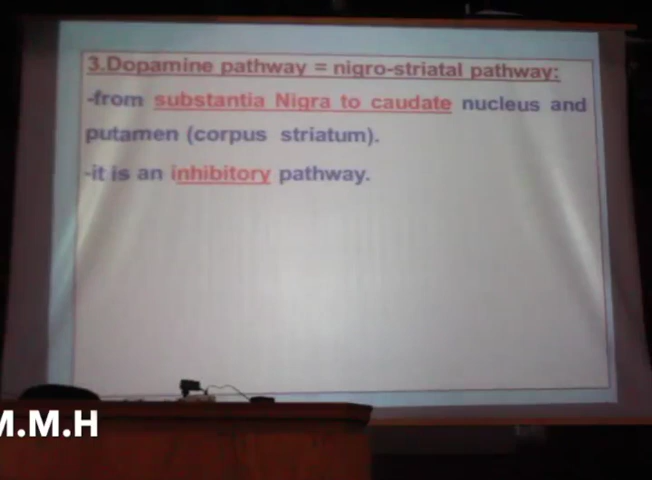 3.Dopamine pathway = nigro-striatal pathway:
-from substantia Nigra to caudate nucleus and
putamen (corpus striatum).
-it is an inhibitory pathway.
M.M.H